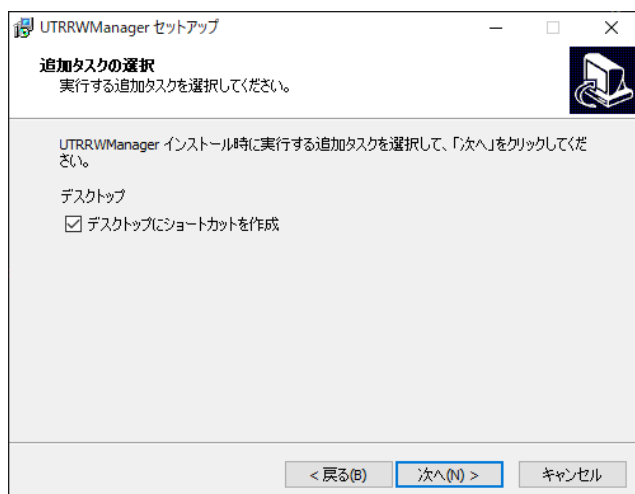 UTRRWManager セットアップ
追加タスクの選択
実行する追加タスクを選択してください。
UTRRWManager インストール時に実行する追加タスクを選択して、「次へ」をクリックしてくだ
さい。
デスクトップ
デスクトップにショートカットを作成
< 戻る(B)
次へ(N) >
キャンセル